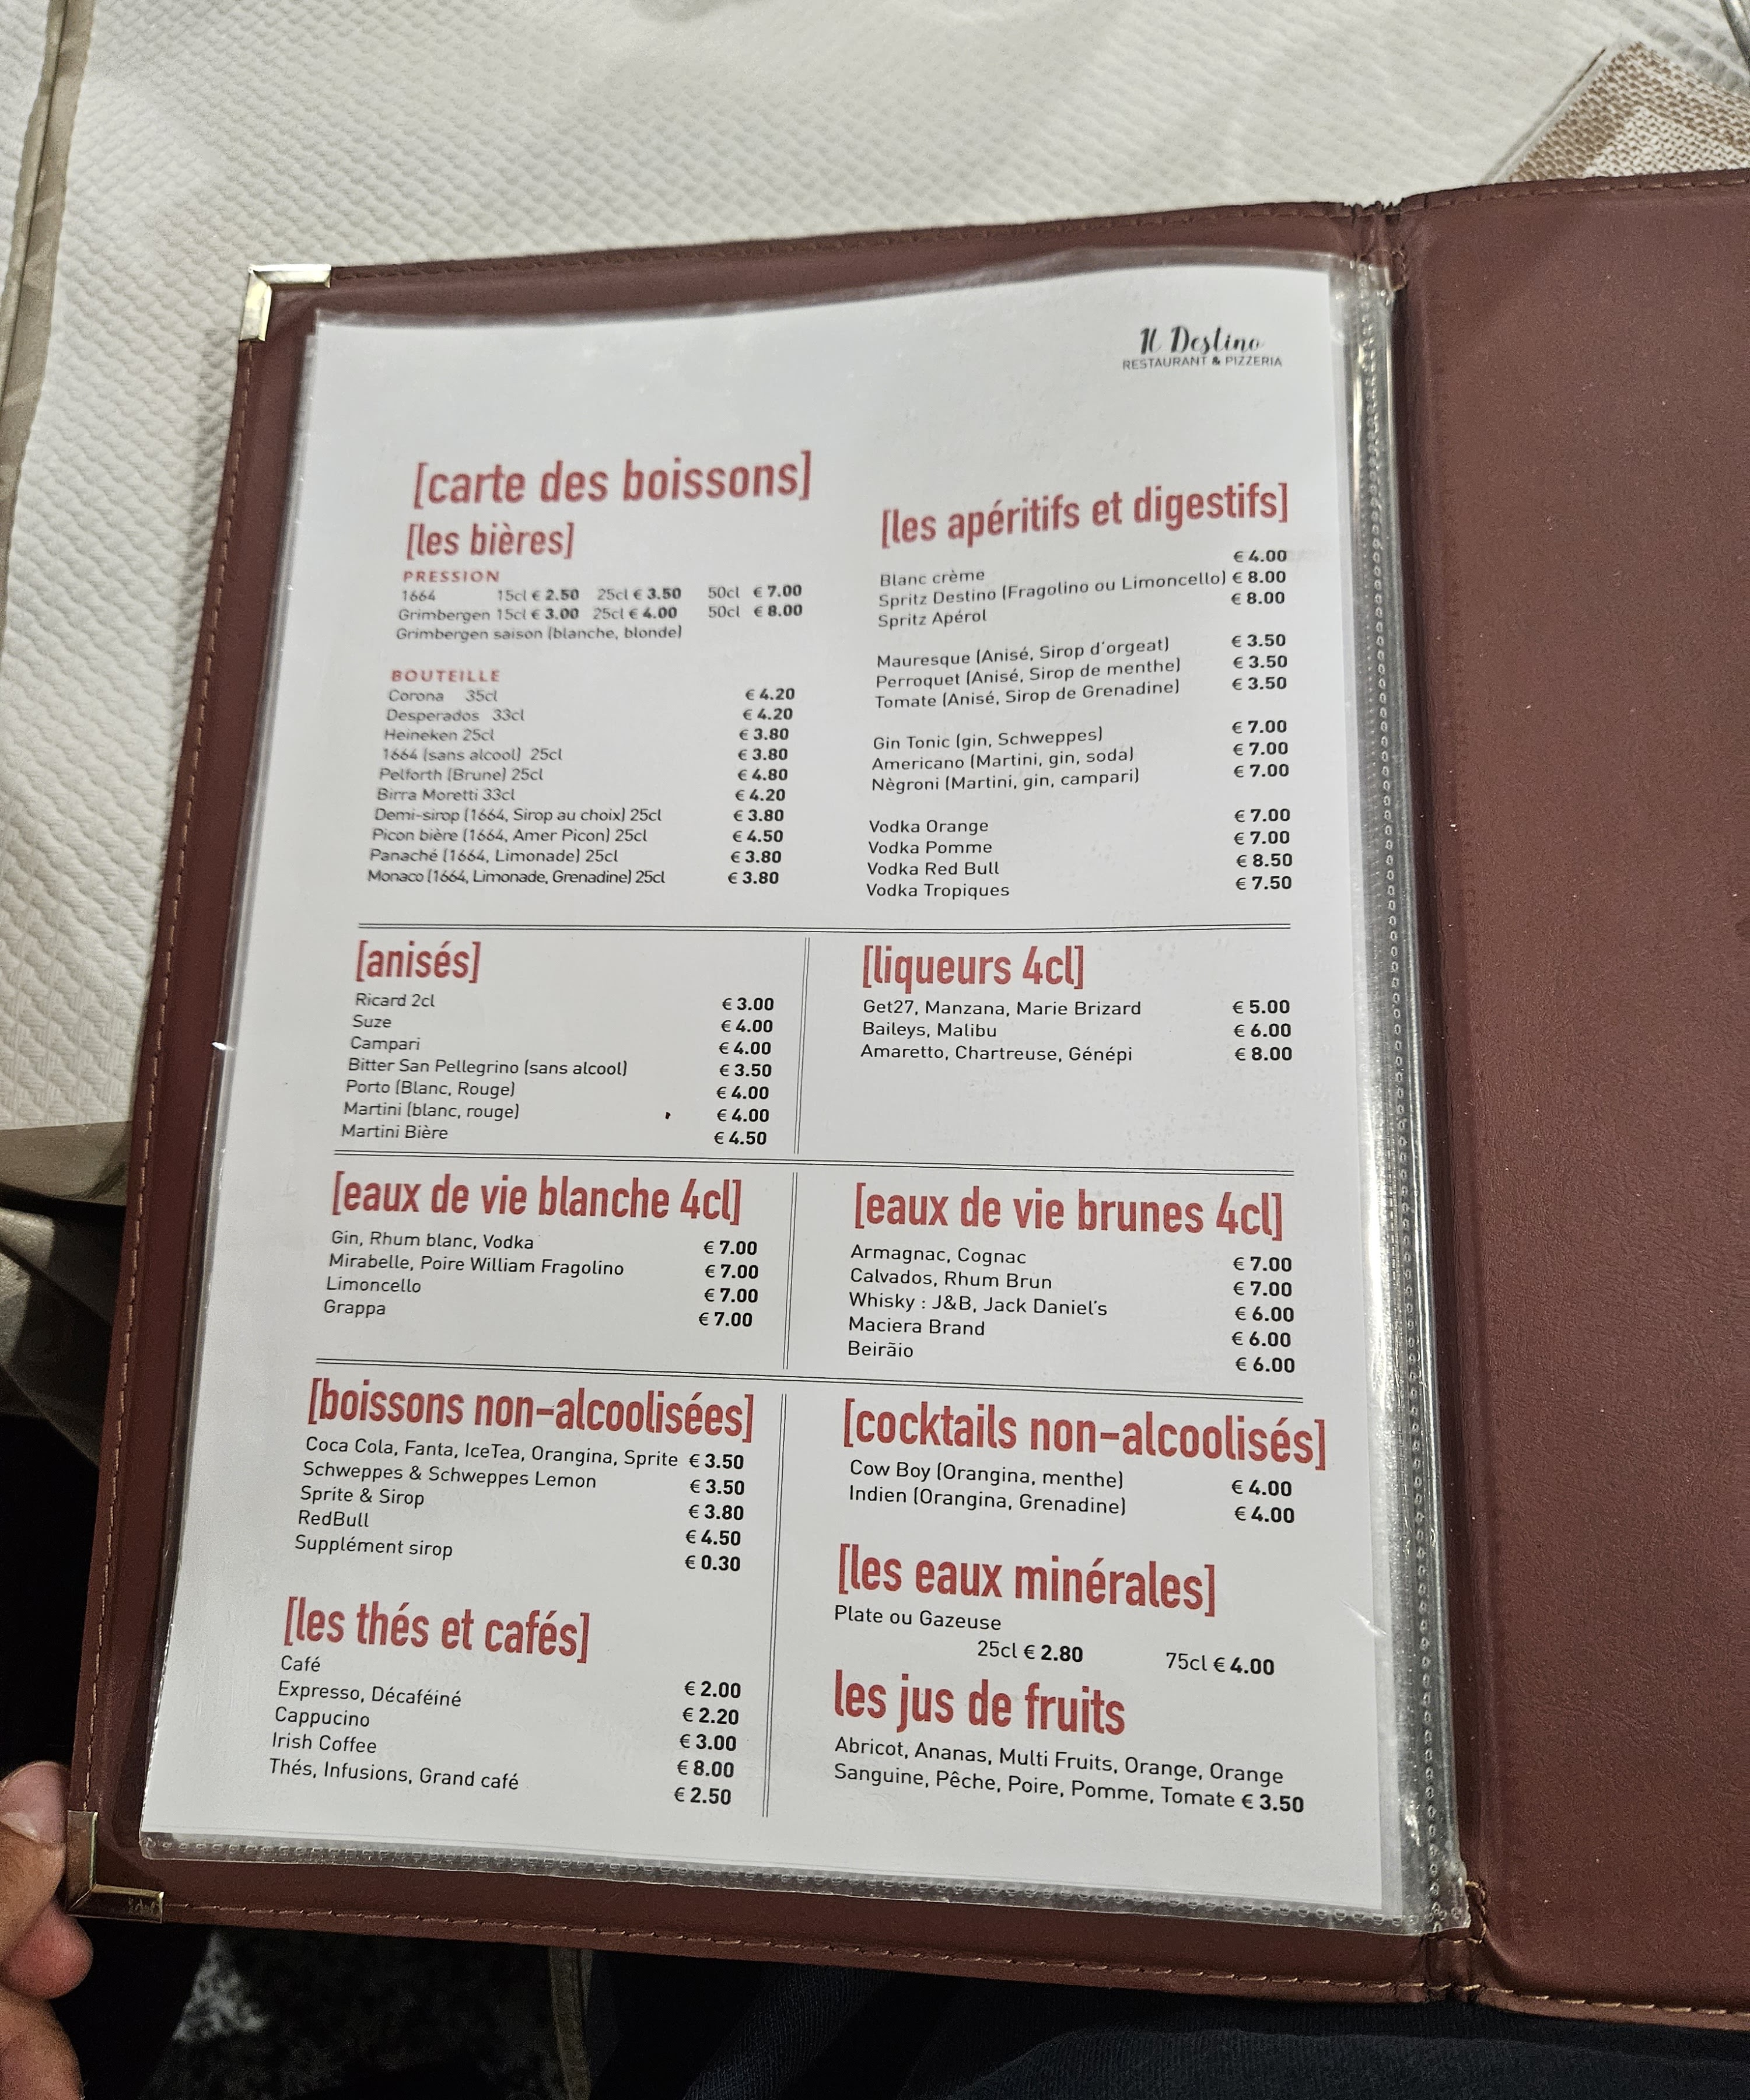 Il Destino
RESTAURANT & PIZZERIA
[carte des boissons]
[les bières]
PRESSION
1664 15cl € 2.50 25cl € 3.50 50cl € 7.00
Grimbergen 15cl € 3.00 25cl € 4.00 50cl € 8.00
Grimbergen saison (blanche, blonde)
BOUTEILLE
Corona 35cl € 4.20
Desperados 33cl € 4.20
Heineken 25cl € 3.80
1664 (sans alcool) 25cl € 3.80
Pelforth (Brune) 25cl € 4.80
Birra Moretti 33cl € 4.20
Demi-sirop (1664, Sirop au choix) 25cl € 3.80
Picon bière (1664, Amer Picon) 25cl € 4.50
Panaché (1664, Limonade) 25cl € 3.80
Monaco (1664, Limonade, Grenadine) 25cl € 3.80
[les apéritifs et digestifs]
Blanc crème € 4.00
Spritz Destino (Fragolino ou Limoncello) € 8.00
Spritz Apérol € 8.00
Mauresque (Anisé, Sirop d'orgeat) € 3.50
Perroquet (Anisé, Sirop de menthe) € 3.50
Tomate (Anisé, Sirop de Grenadine) € 3.50
Gin Tonic (gin, Schweppes) € 7.00
Americano (Martini, gin, soda) € 7.00
Nègroni (Martini, gin, campari) € 7.00
Vodka Orange € 7.00
Vodka Pomme € 7.00
Vodka Red Bull € 8.50
Vodka Tropiques € 7.50
[anisés]
Ricard 2cl € 3.00
Suze € 4.00
Campari € 4.00
Bitter San Pellegrino (sans alcool) € 3.50
Porto (Blanc, Rouge) € 4.00
Martini (blanc, rouge) € 4.00
Martini Bière € 4.50
[liqueurs 4cl]
Get27, Manzana, Marie Brizard € 5.00
Baileys, Malibu € 6.00
Amaretto, Chartreuse, Génépi € 8.00
[eaux de vie blanche 4cl]
Gin, Rhum blanc, Vodka € 7.00
Mirabelle, Poire William Fragolino € 7.00
Limoncello € 7.00
Grappa € 7.00
[eaux de vie brunes 4cl]
Armagnac, Cognac € 7.00
Calvados, Rhum Brun € 7.00
Whisky : J&B, Jack Daniel's € 6.00
Maciera Brand € 6.00
Beirãio € 6.00
[boissons non-alcoolisées]
Coca Cola, Fanta, IceTea, Orangina, Sprite € 3.50
Schweppes & Schweppes Lemon € 3.50
Sprite & Sirop € 3.80
RedBull € 4.50
Supplément sirop € 0.30
[cocktails non-alcoolisés]
Cow Boy (Orangina, menthe) € 4.00
Indien (Orangina, Grenadine) € 4.00
[les thés et cafés]
Café € 2.00
Expresso, Décaféiné € 2.20
Cappucino € 3.00
Irish Coffee € 8.00
Thés, Infusions, Grand café € 2.50
[les eaux minérales]
Plate ou Gazeuse
25cl € 2.80 75cl € 4.00
les jus de fruits
Abricot, Ananas, Multi Fruits, Orange, Orange
Sanguine, Pêche, Poire, Pomme, Tomate € 3.50